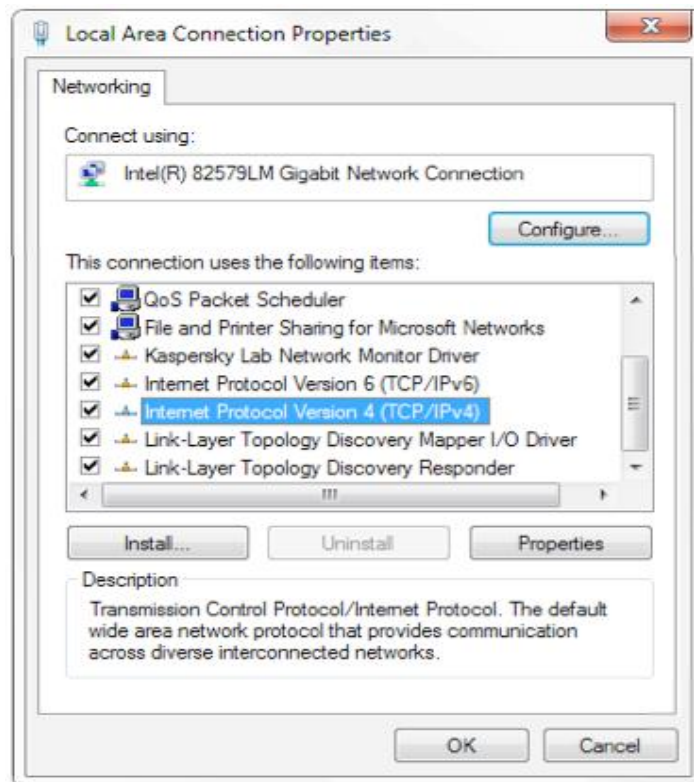 Local Area Connection Properties
Networking
Connect using:
Intel(R) 82579LM Gigabit Network Connection
Configure...
This connection uses the following items:
QoS Packet Scheduler
File and Printer Sharing for Microsoft Networks
Kaspersky Lab Network Monitor Driver
Internet Protocol Version 6 (TCP/IPv6)
Internet Protocol Version 4 (TCP/IPv4)
Link-Layer Topology Discovery Mapper I/O Driver
Link-Layer Topology Discovery Responder
Install... Uninstall Properties
Description
Transmission Control Protocol/Internet Protocol. The default
wide area network protocol that provides communication
across diverse interconnected networks.
OK Cancel